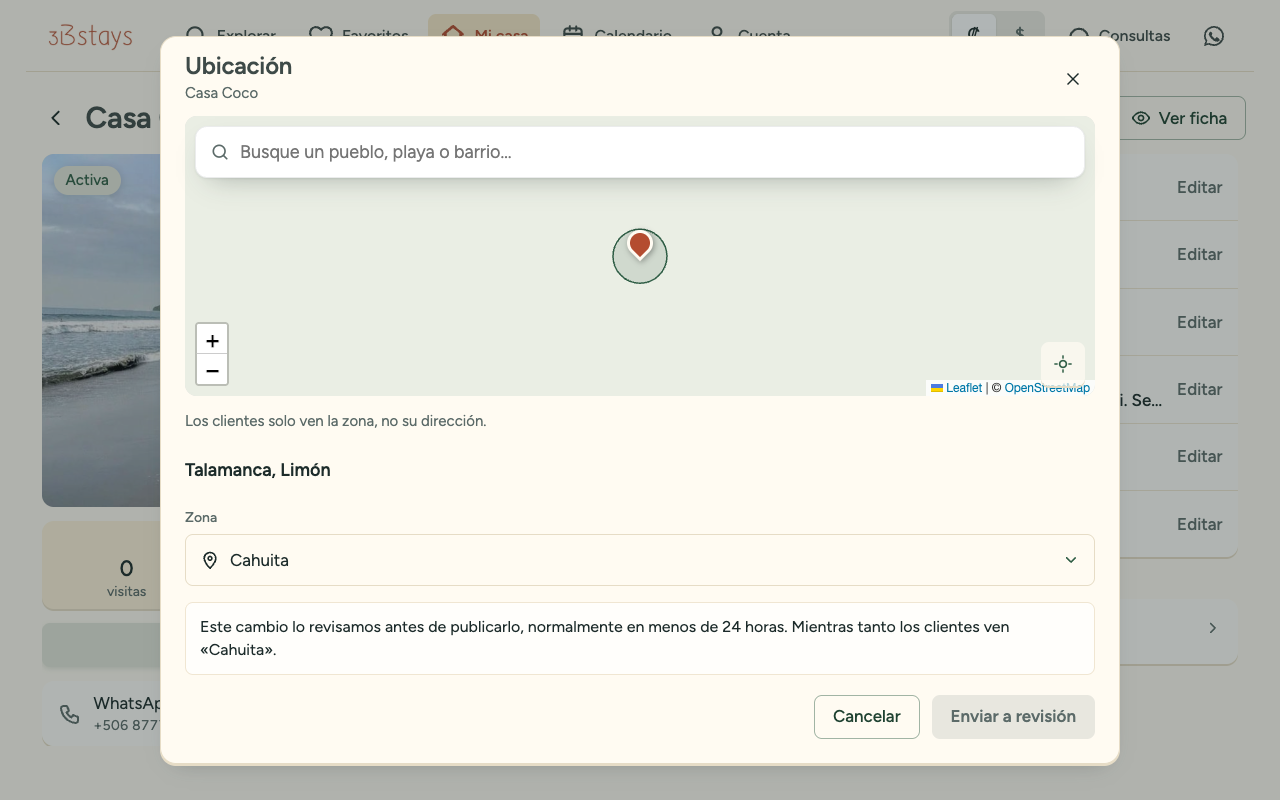 3Bstays
Explorar
Favoritos
Mi casa
Calendario
Cuenta
₡
$
Consultas
Ubicación
Casa Coco
Casa
Ver ficha
Busque un pueblo, playa o barrio...
Activa
Editar
Editar
Editar
i. Se...
Editar
Editar
Editar
+
−
Leaflet | © OpenStreetMap
Los clientes solo ven la zona, no su dirección.
Talamanca, Limón
Zona
Cahuita
0
visitas
Este cambio lo revisamos antes de publicarlo, normalmente en menos de 24 horas. Mientras tanto los clientes ven
«Cahuita».
WhatsAp
+506 877
Cancelar
Enviar a revisión